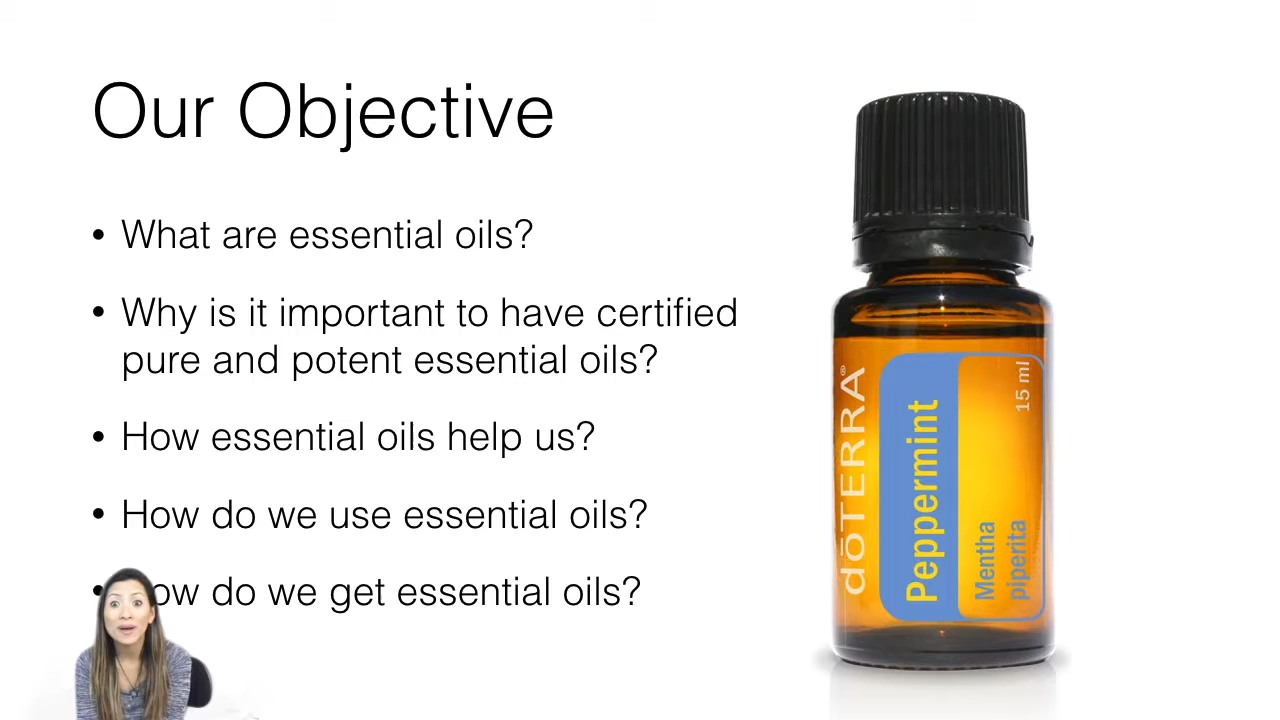 Our Objective
• What are essential oils?
• Why is it important to have certified
pure and potent essential oils?
• How essential oils help us?
• How do we use essential oils?
• How do we get essential oils?
dōTERRA®
Peppermint
Mentha
piperita
15 ml